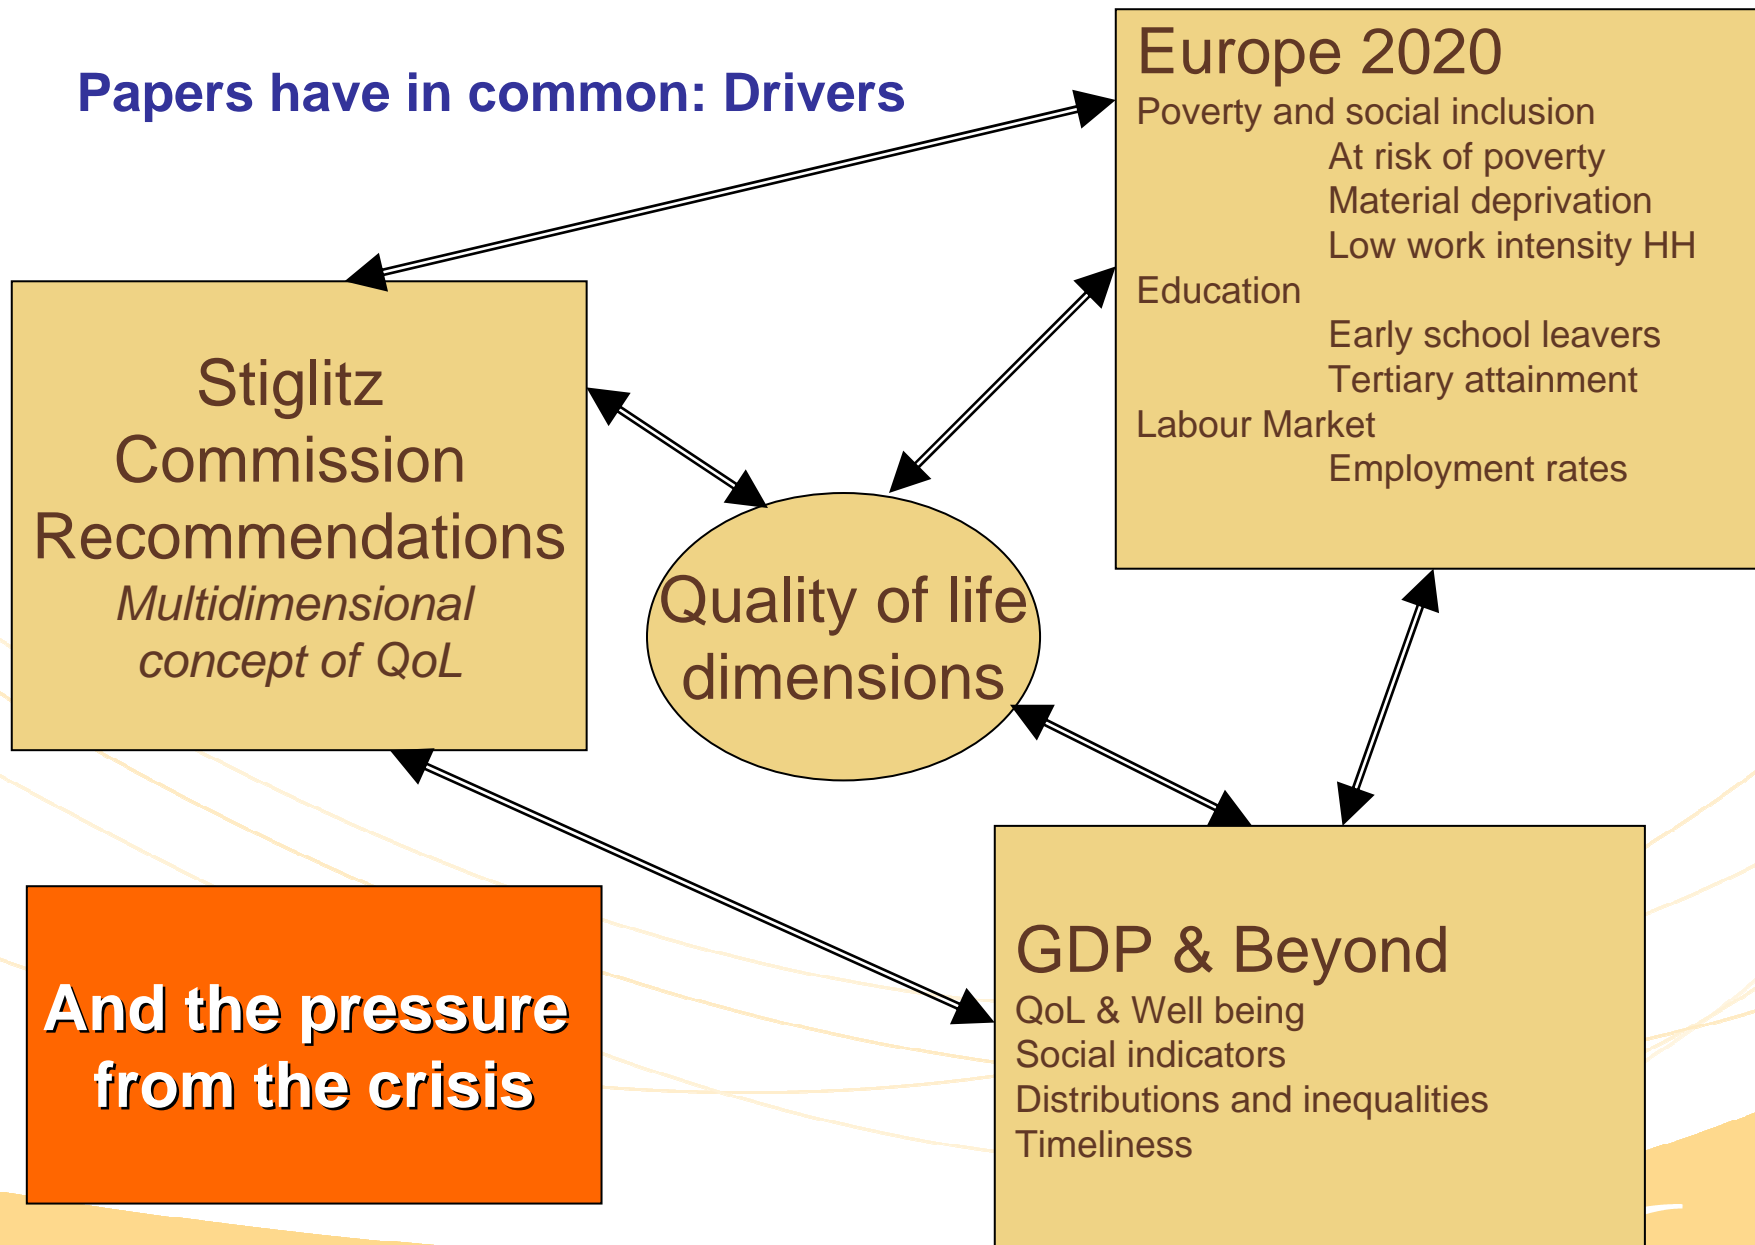 Papers have in common: Drivers
Europe 2020
Poverty and social inclusion
At risk of poverty
Material deprivation
Low work intensity HH
Education
Early school leavers
Tertiary attainment
Labour Market
Employment rates
Stiglitz
Commission
Recommendations
Multidimensional
concept of QoL
Quality of life
dimensions
GDP & Beyond
QoL & Well being
Social indicators
Distributions and inequalities
Timeliness
And the pressure
from the crisis